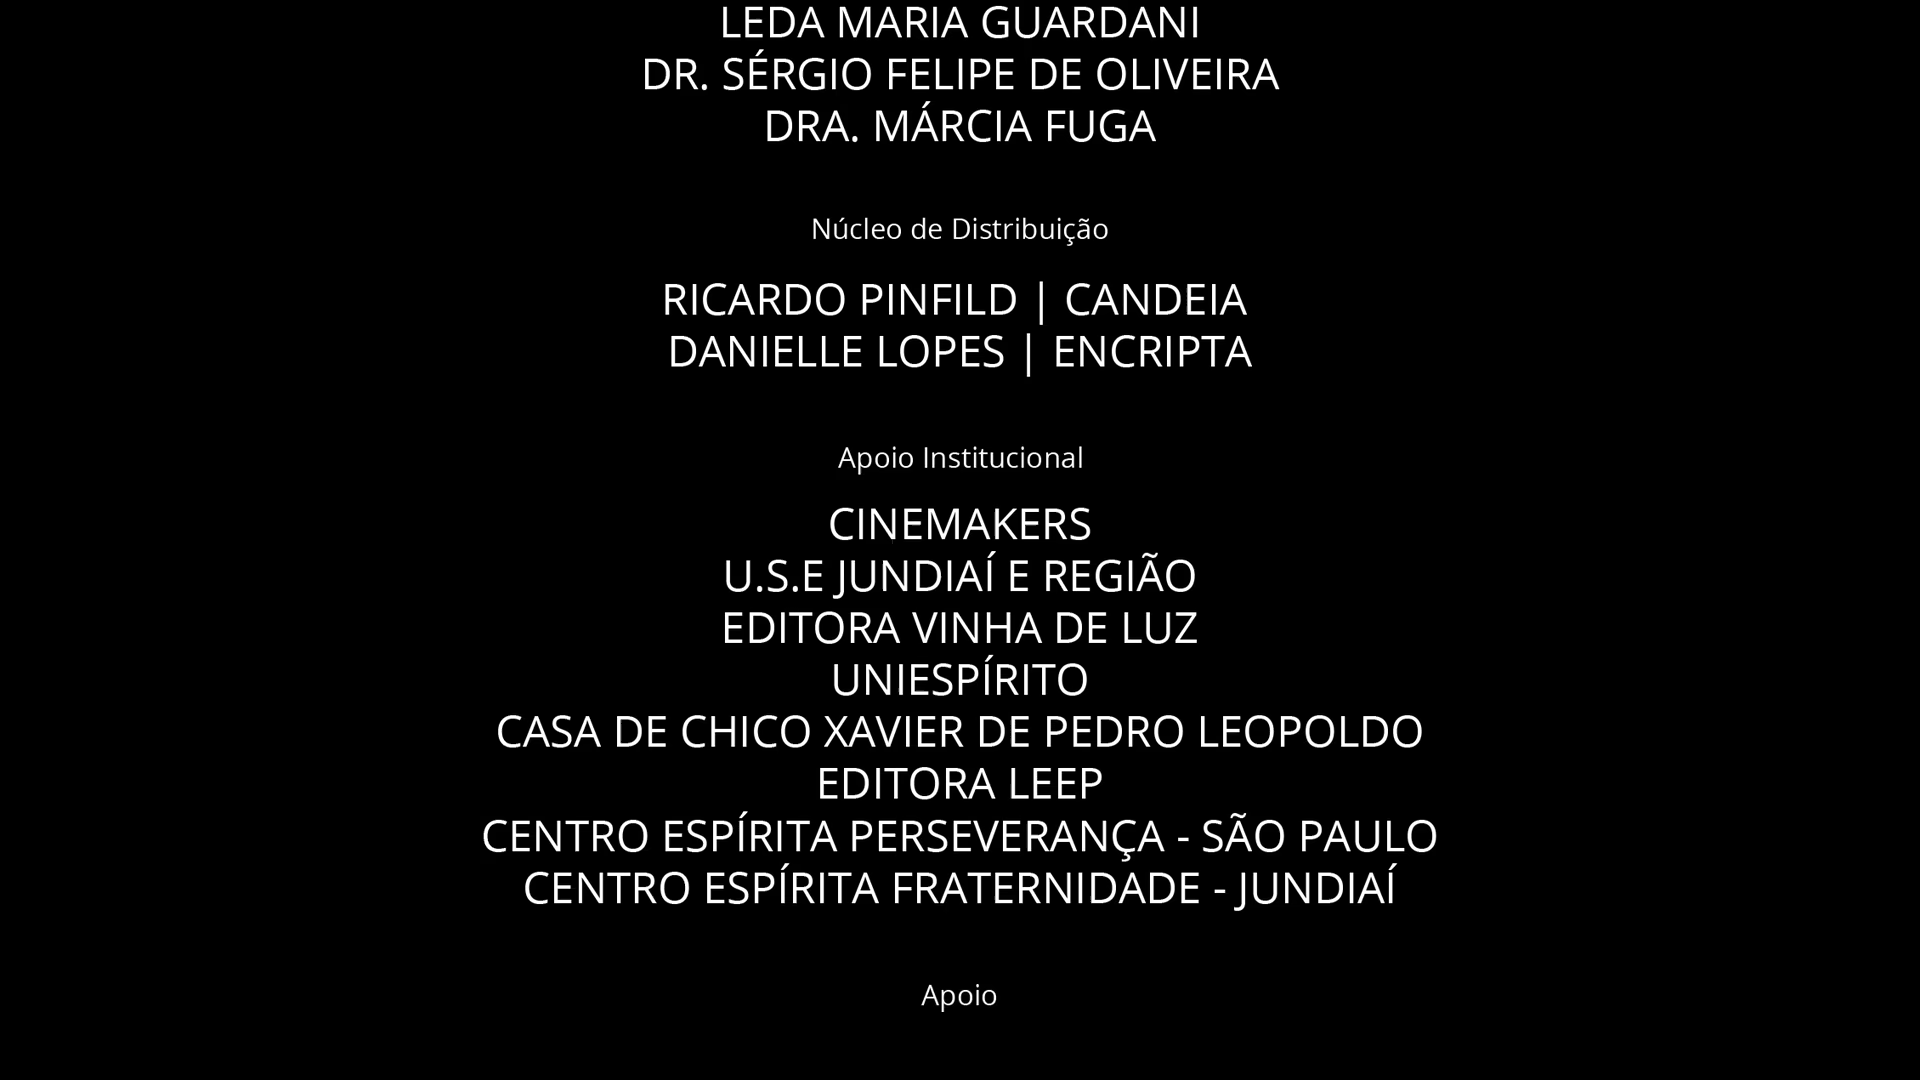 LEDA MARIA GUARDANI
DR. SÉRGIO FELIPE DE OLIVEIRA
DRA. MÁRCIA FUGA
Núcleo de Distribuição
RICARDO PINFILD | CANDEIA
DANIELLE LOPES | ENCRIPTA
Apoio Institucional
CINEMAKERS
U.S.E JUNDIAÍ E REGIÃO
EDITORA VINHA DE LUZ
UNIESPÍRITO
CASA DE CHICO XAVIER DE PEDRO LEOPOLDO
EDITORA LEEP
CENTRO ESPÍRITA PERSEVERANÇA - SÃO PAULO
CENTRO ESPÍRITA FRATERNIDADE - JUNDIAÍ
Apoio